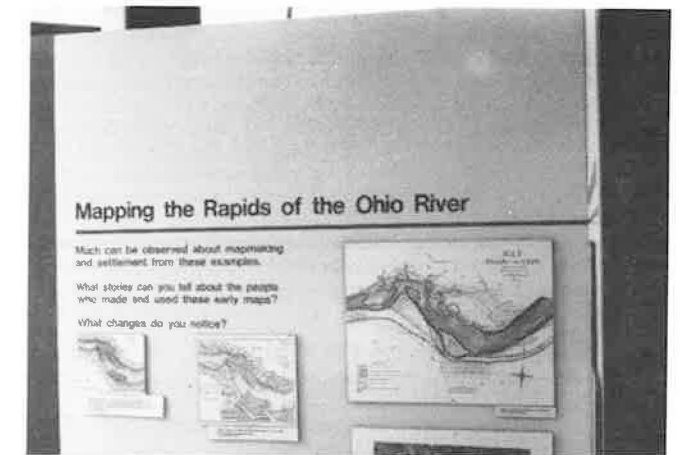 Mapping the Rapids of the Ohio River
Much can be observed about mapmaking
and settlement from these examples.
What stories can you tell about the people
who made and used these early maps?
What changes do you notice?
MAP